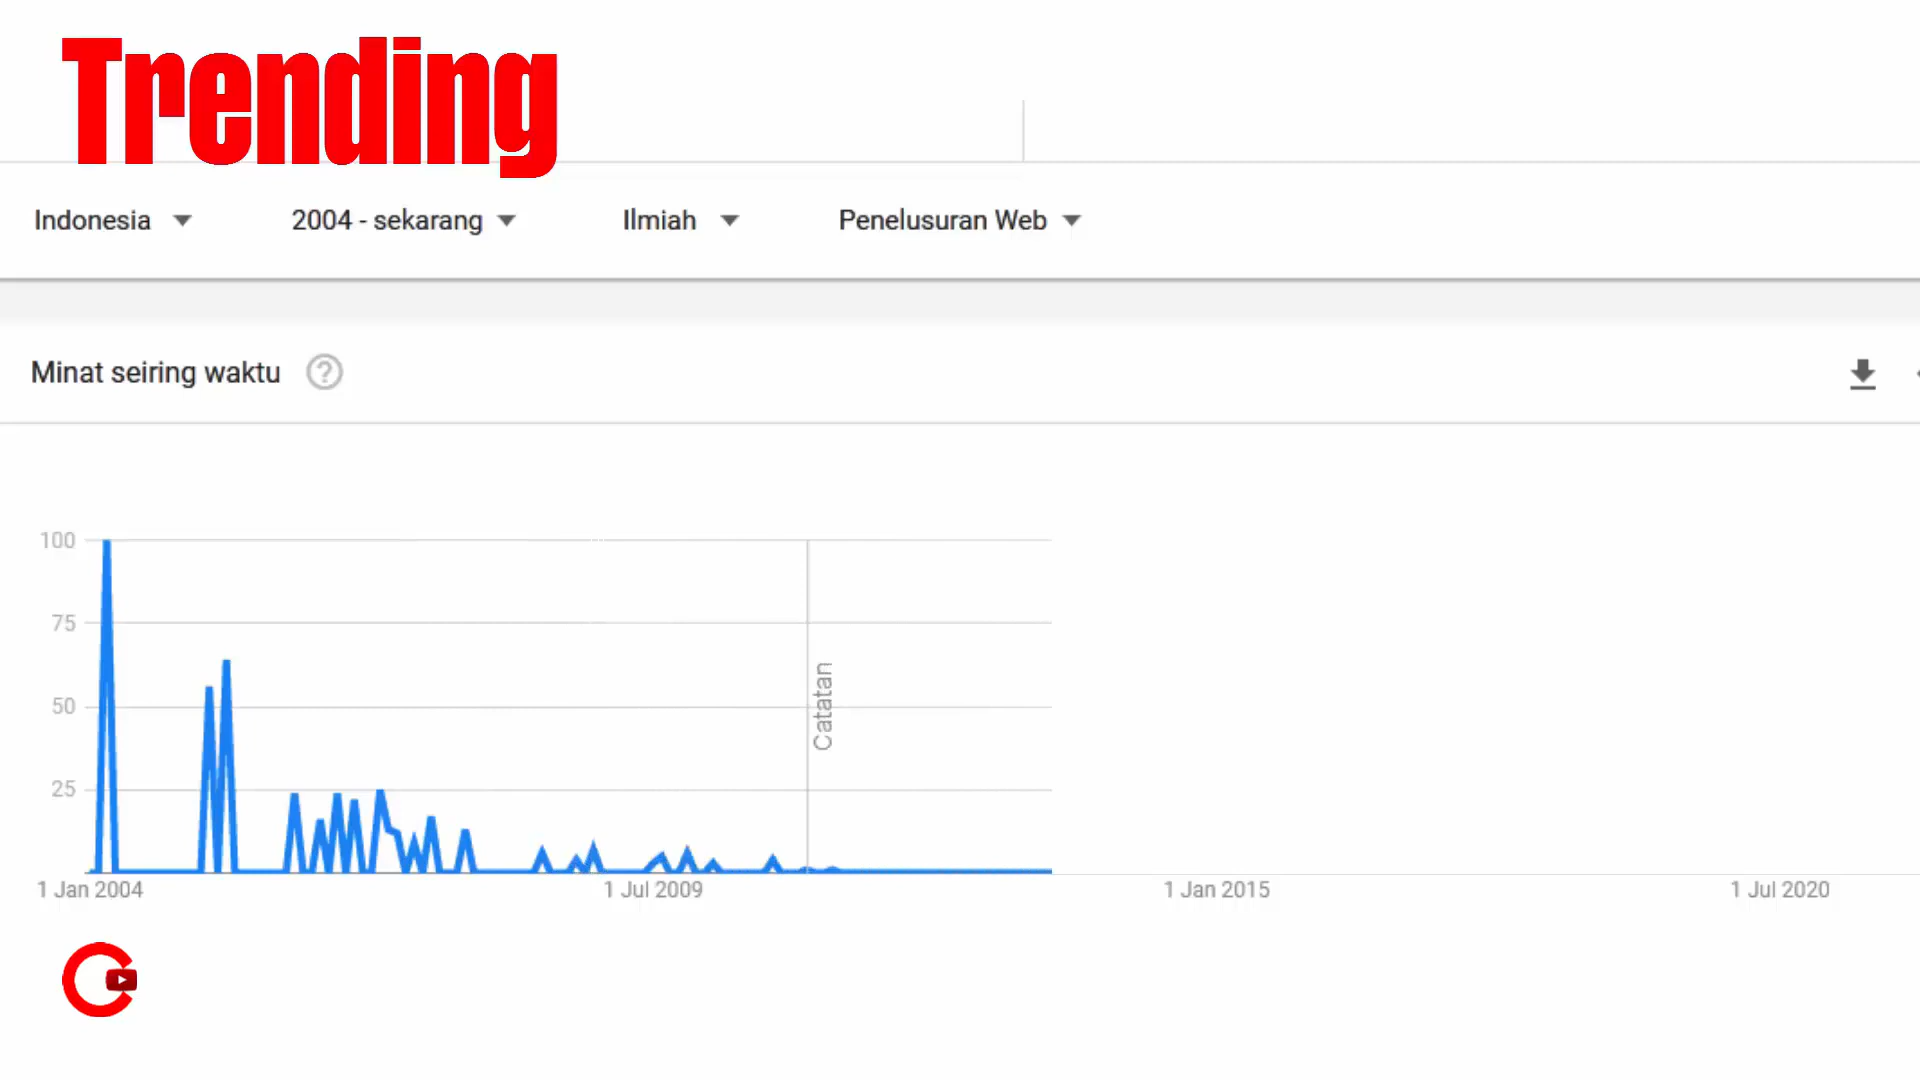 Trending
Indonesia 2004 - sekarang Ilmiah Penelusuran Web
Minat seiring waktu ?
100
75
50
25
Catatan
1 Jan 2004 1 Jul 2009 1 Jan 2015 1 Jul 2020